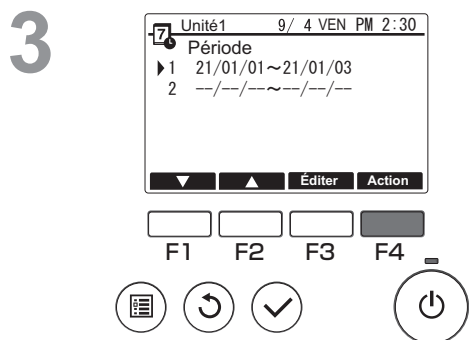 3
7 Unité1 9/ 4 VEN PM 2:30
Période
1 21/01/01~21/01/03
2 --/--/--~--/--/--
▼ ▲ Éditer Action
F1 F2 F3 F4